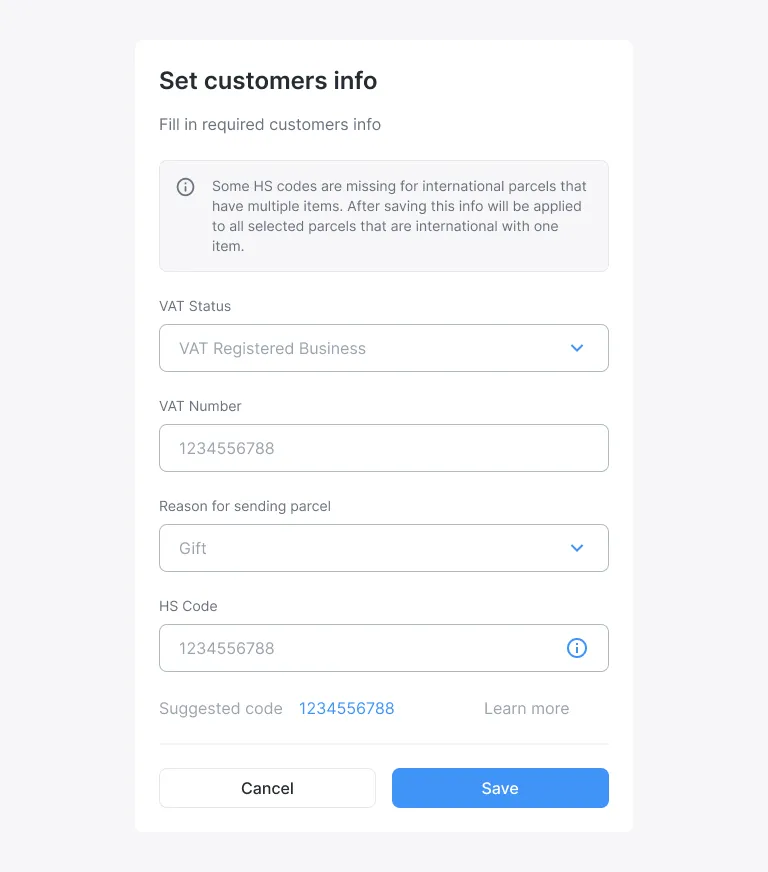 Set customers info
Fill in required customers info
Some HS codes are missing for international parcels that
have multiple items. After saving this info will be applied
to all selected parcels that are international with one
item.
VAT Status
VAT Registered Business
VAT Number
1234556788
Reason for sending parcel
Gift
HS Code
1234556788
Suggested code 1234556788 Learn more
Cancel Save